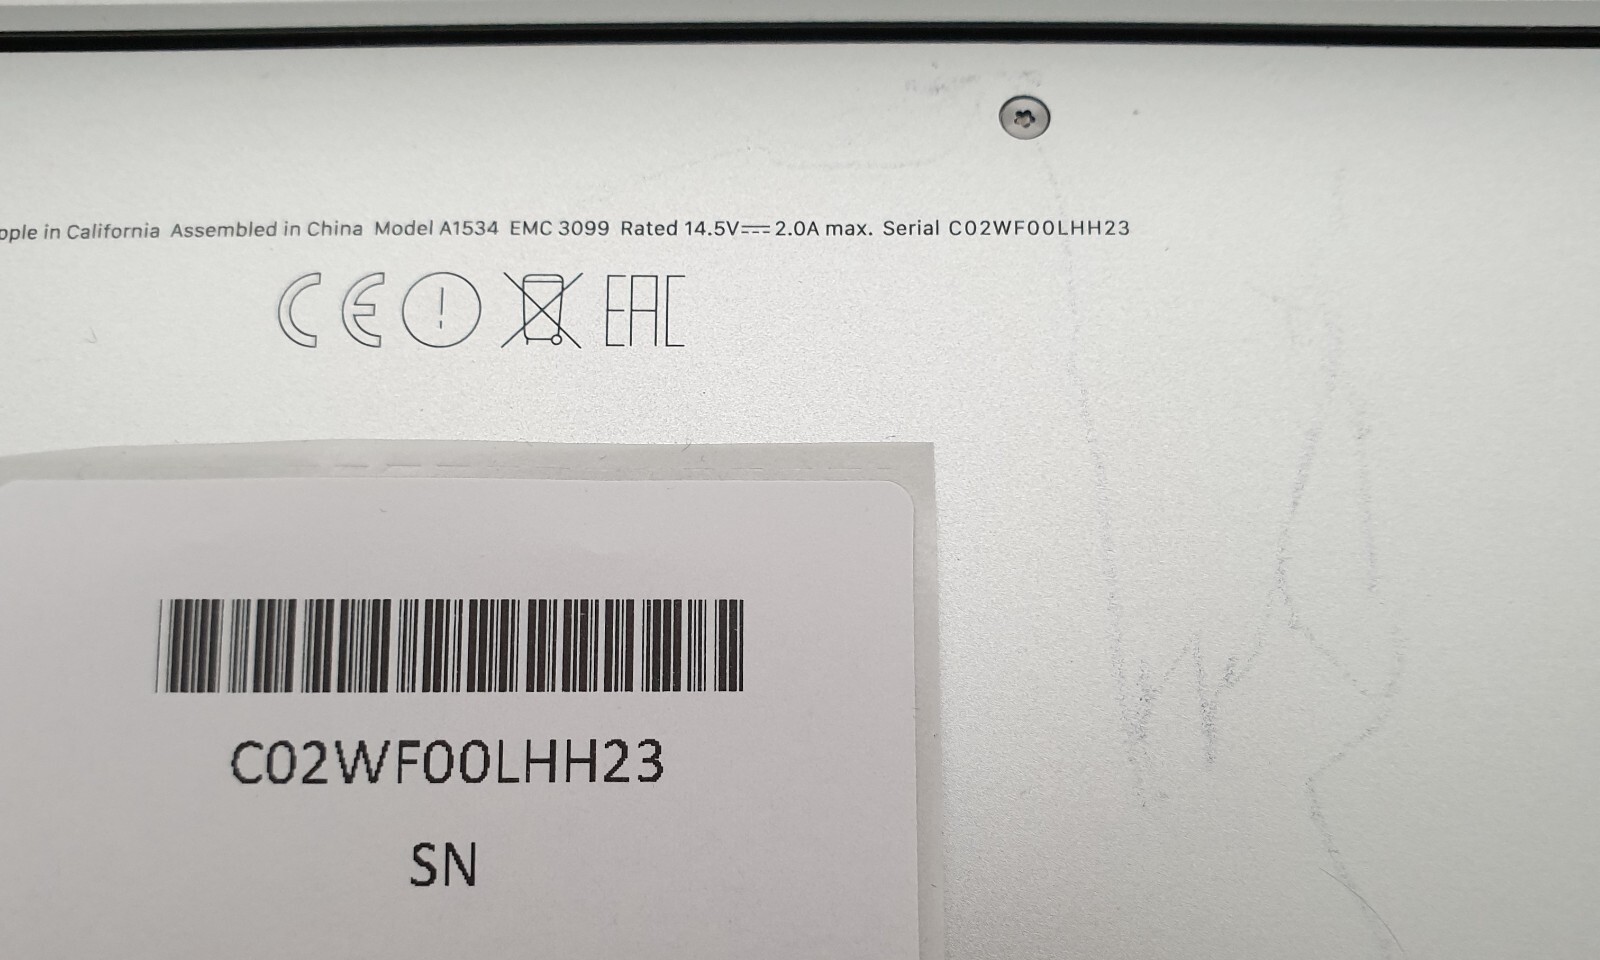 pple in California Assembled in China Model A1534 EMC 3099 Rated 14.5V⎓2.0A max. Serial C02WF00LHH23
CE ! EAC
C02WF00LHH23
SN